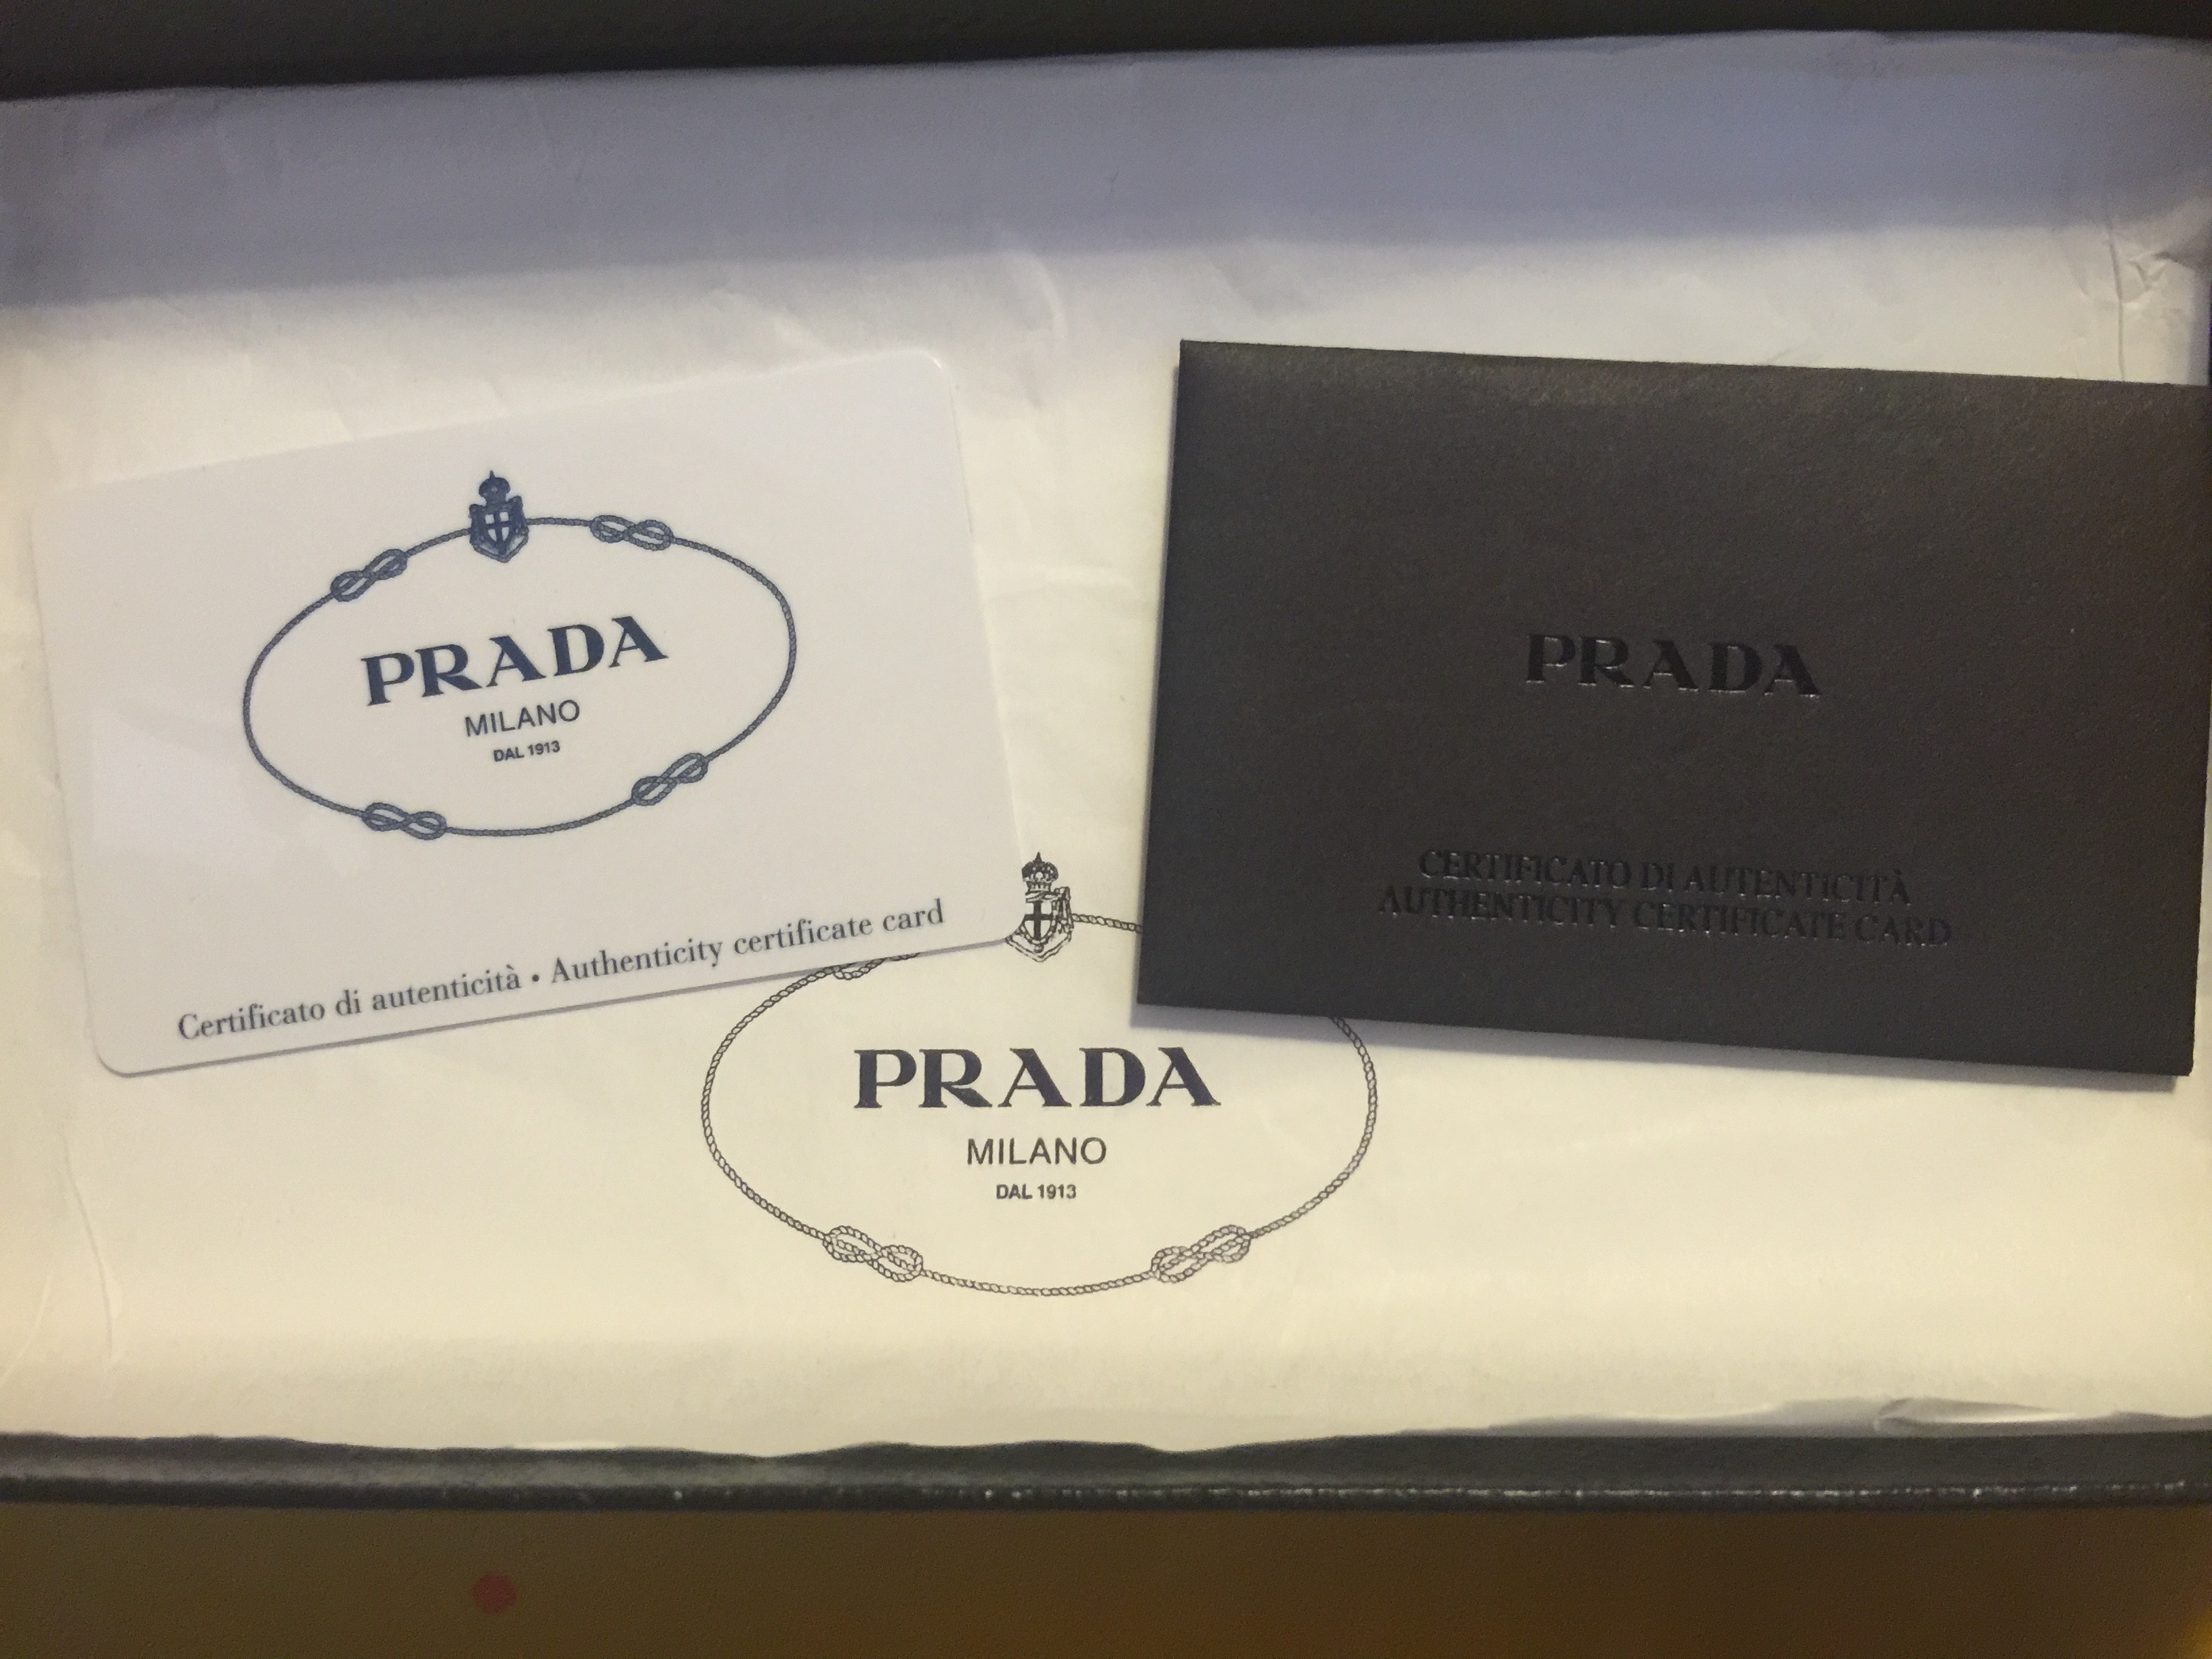 PRADA
MILANO
DAL 1913
Certificato di autenticità • Authenticity certificate card
PRADA
CERTIFICATO DI AUTENTICITÀ
AUTHENTICITY CERTIFICATE CARD
PRADA
MILANO
DAL 1913